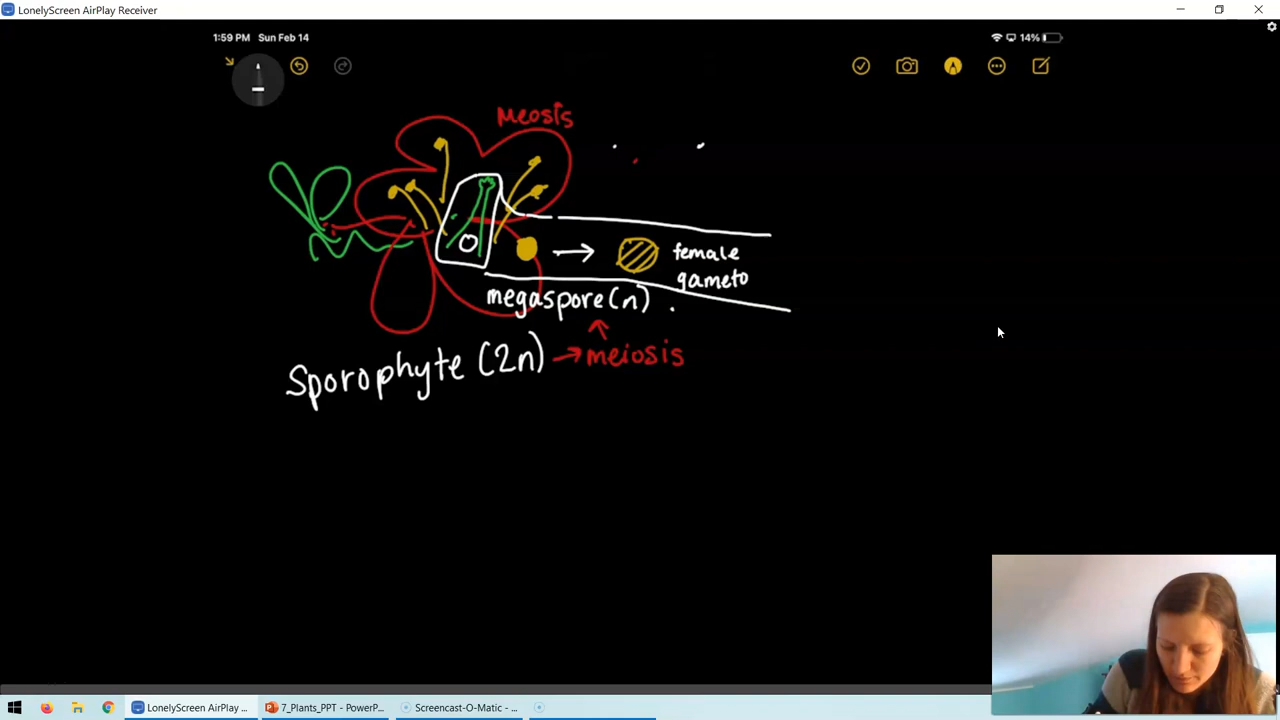 LonelyScreen AirPlay Receiver
1:59 PM Sun Feb 14
14%
Meosis
female
gameto
megaspore(n)
Sporophyte (2n) → meiosis
LonelyScreen AirPlay ...
7_Plants_PPT - PowerP...
Screencast-O-Matic - ...